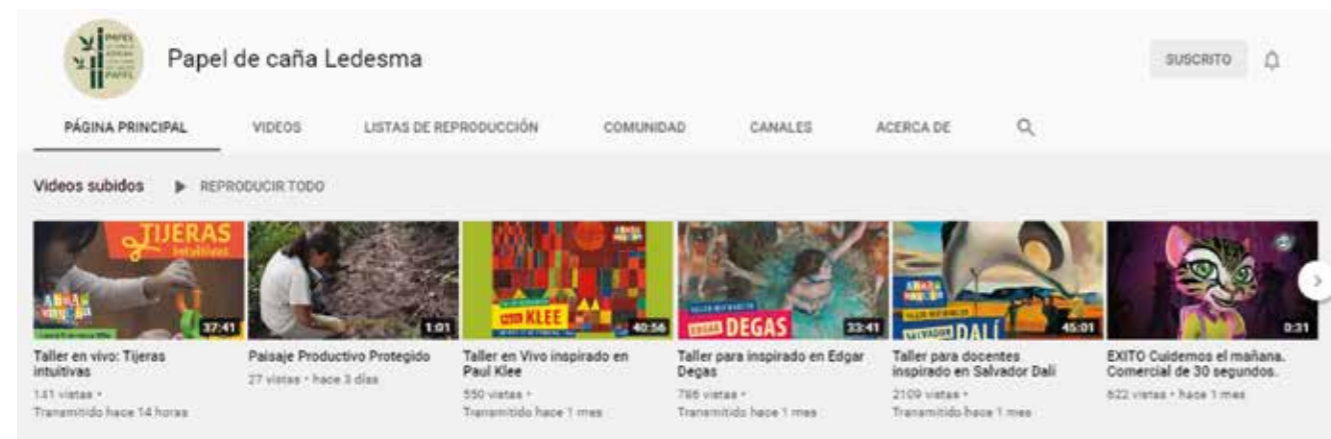 PAPEL
PAPEL
Papel de caña Ledesma
SUSCRITO
PÁGINA PRINCIPAL VIDEOS LISTAS DE REPRODUCCIÓN COMUNIDAD CANALES ACERCA DE
Videos subidos REPRODUCIR TODO
TIJERAS
Intuitivas
37:41
1:01
KLEE
40:56
EDGAR DEGAS
33:41
SALVADOR DALÍ
45:01
0:31
Taller en vivo: Tijeras
intuitivas
141 vistas •
Transmitido hace 14 horas
Paisaje Productivo Protegido
27 vistas • hace 3 días
Taller en Vivo inspirado en
Paul Klee
550 vistas •
Transmitido hace 1 mes
Taller para inspirado en Edgar
Degas
786 vistas •
Transmitido hace 1 mes
Taller para docentes
inspirado en Salvador Dalí
2109 vistas •
Transmitido hace 1 mes
EXITO Cuidemos el mañana.
Comercial de 30 segundos.
622 vistas • hace 1 mes